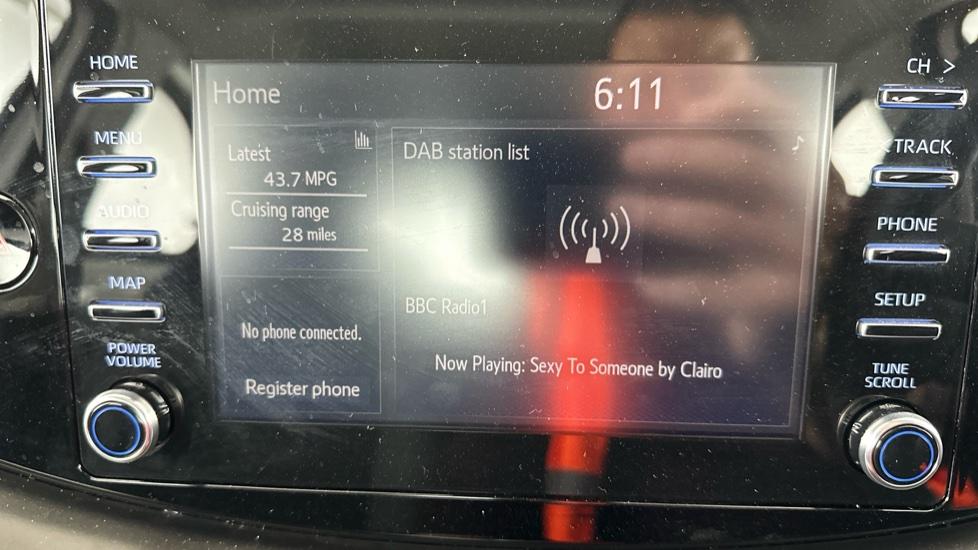 HOME
MENU
AUDIO
MAP
POWER
VOLUME
Home
6:11
Latest
43.7 MPG
Cruising range
28 miles
No phone connected.
Register phone
DAB station list
BBC Radio1
Now Playing: Sexy To Someone by Clairo
CH >
< TRACK
PHONE
SETUP
TUNE
SCROLL